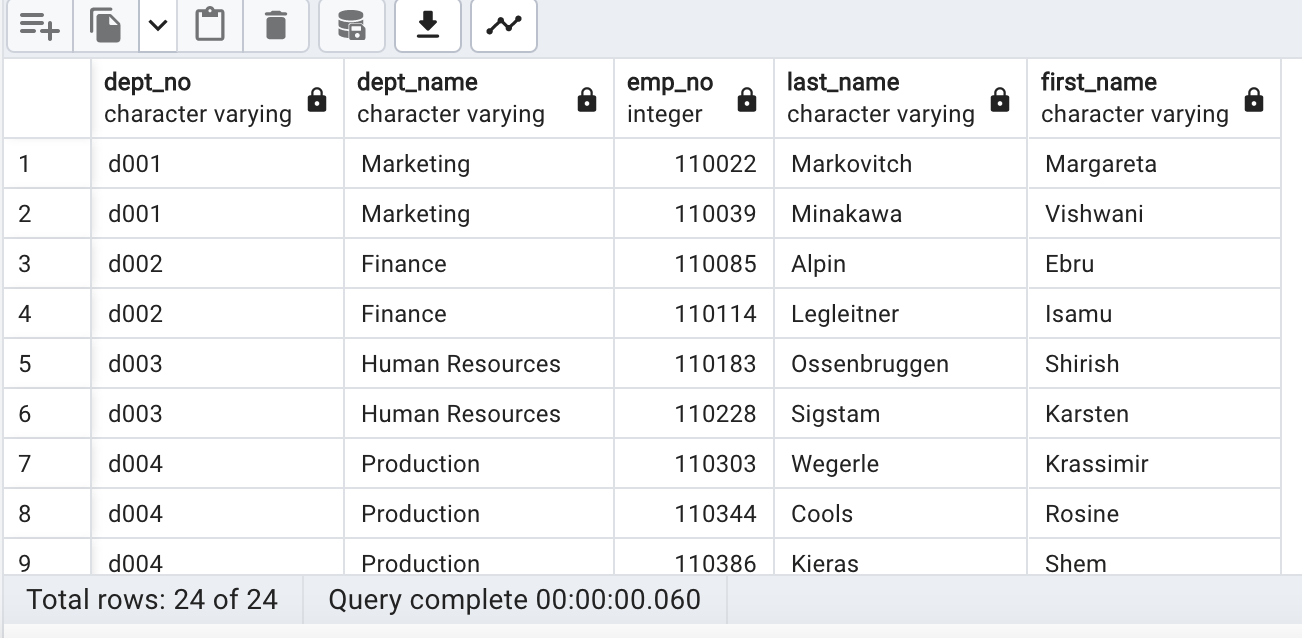 dept_no dept_name emp_no last_name first_name
character varying character varying integer character varying character varying
1 d001 Marketing 110022 Markovitch Margareta
2 d001 Marketing 110039 Minakawa Vishwani
3 d002 Finance 110085 Alpin Ebru
4 d002 Finance 110114 Legleitner Isamu
5 d003 Human Resources 110183 Ossenbruggen Shirish
6 d003 Human Resources 110228 Sigstam Karsten
7 d004 Production 110303 Wegerle Krassimir
8 d004 Production 110344 Cools Rosine
9 d004 Production 110386 Kieras Shem
Total rows: 24 of 24 Query complete 00:00:00.060